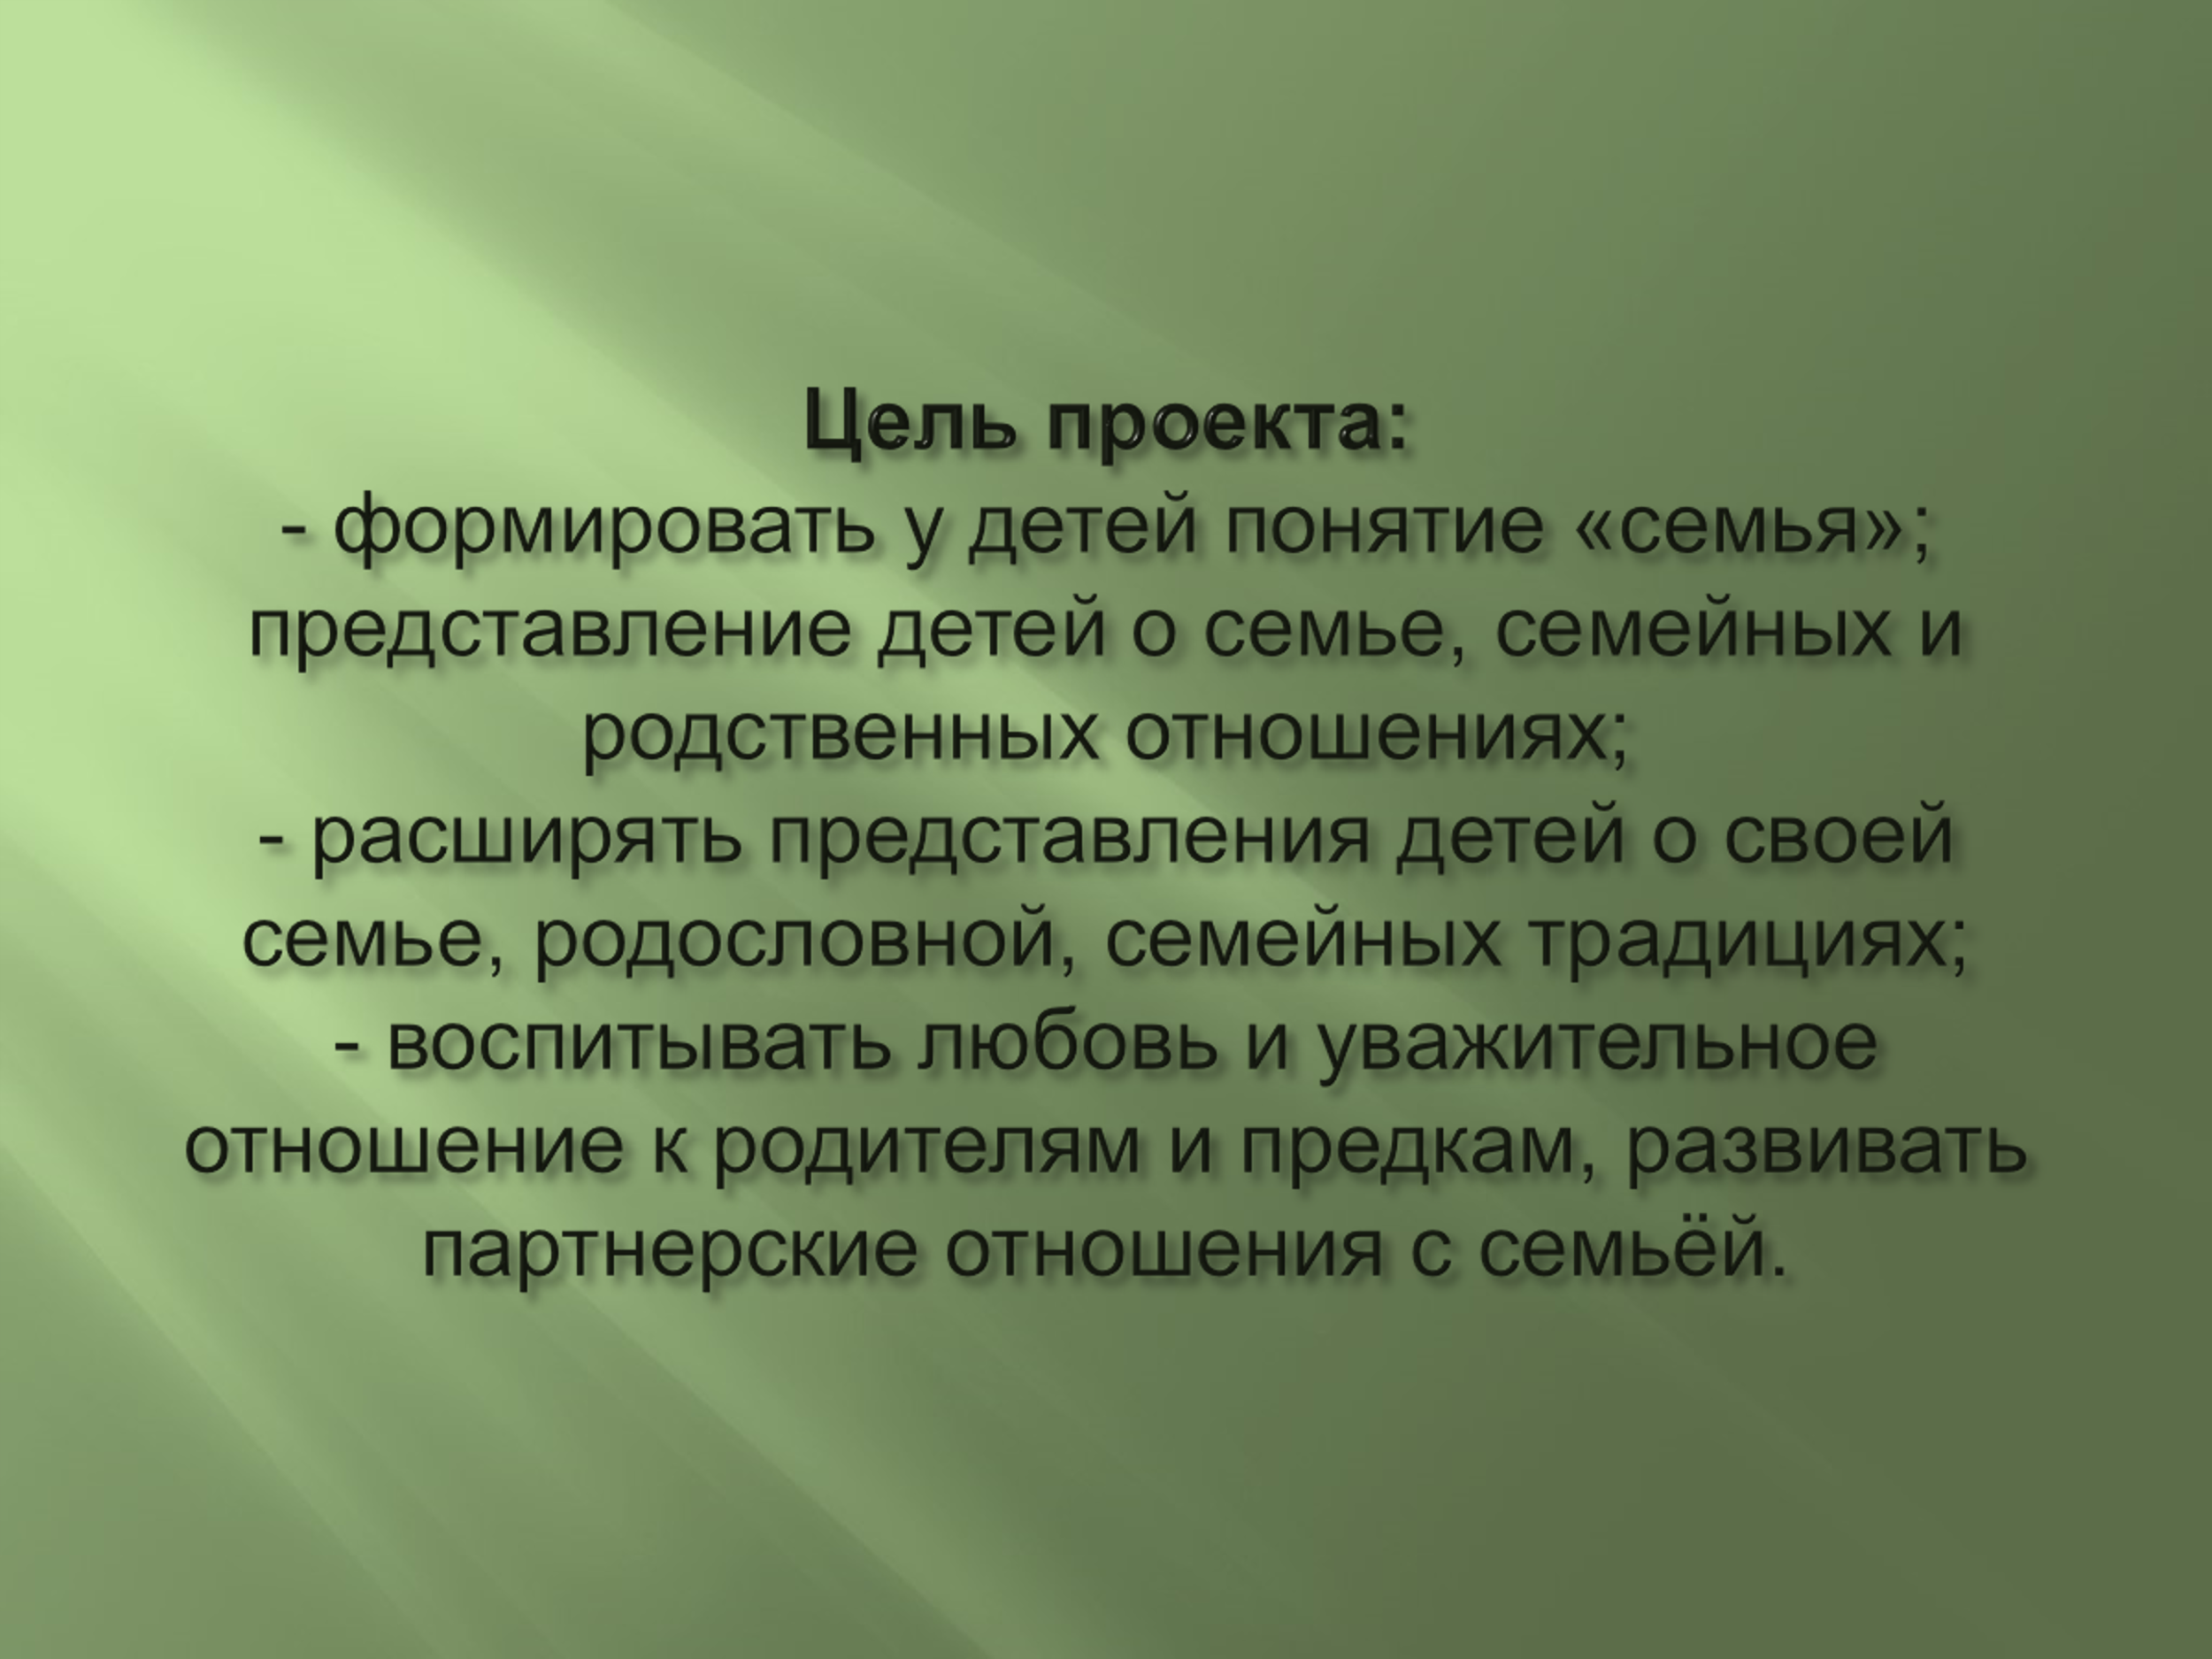 Цель проекта:
- формировать у детей понятие «семья»;
представление детей о семье, семейных и
родственных отношениях;
- расширять представления детей о своей
семье, родословной, семейных традициях;
- воспитывать любовь и уважительное
отношение к родителям и предкам, развивать
партнерские отношения с семьёй.